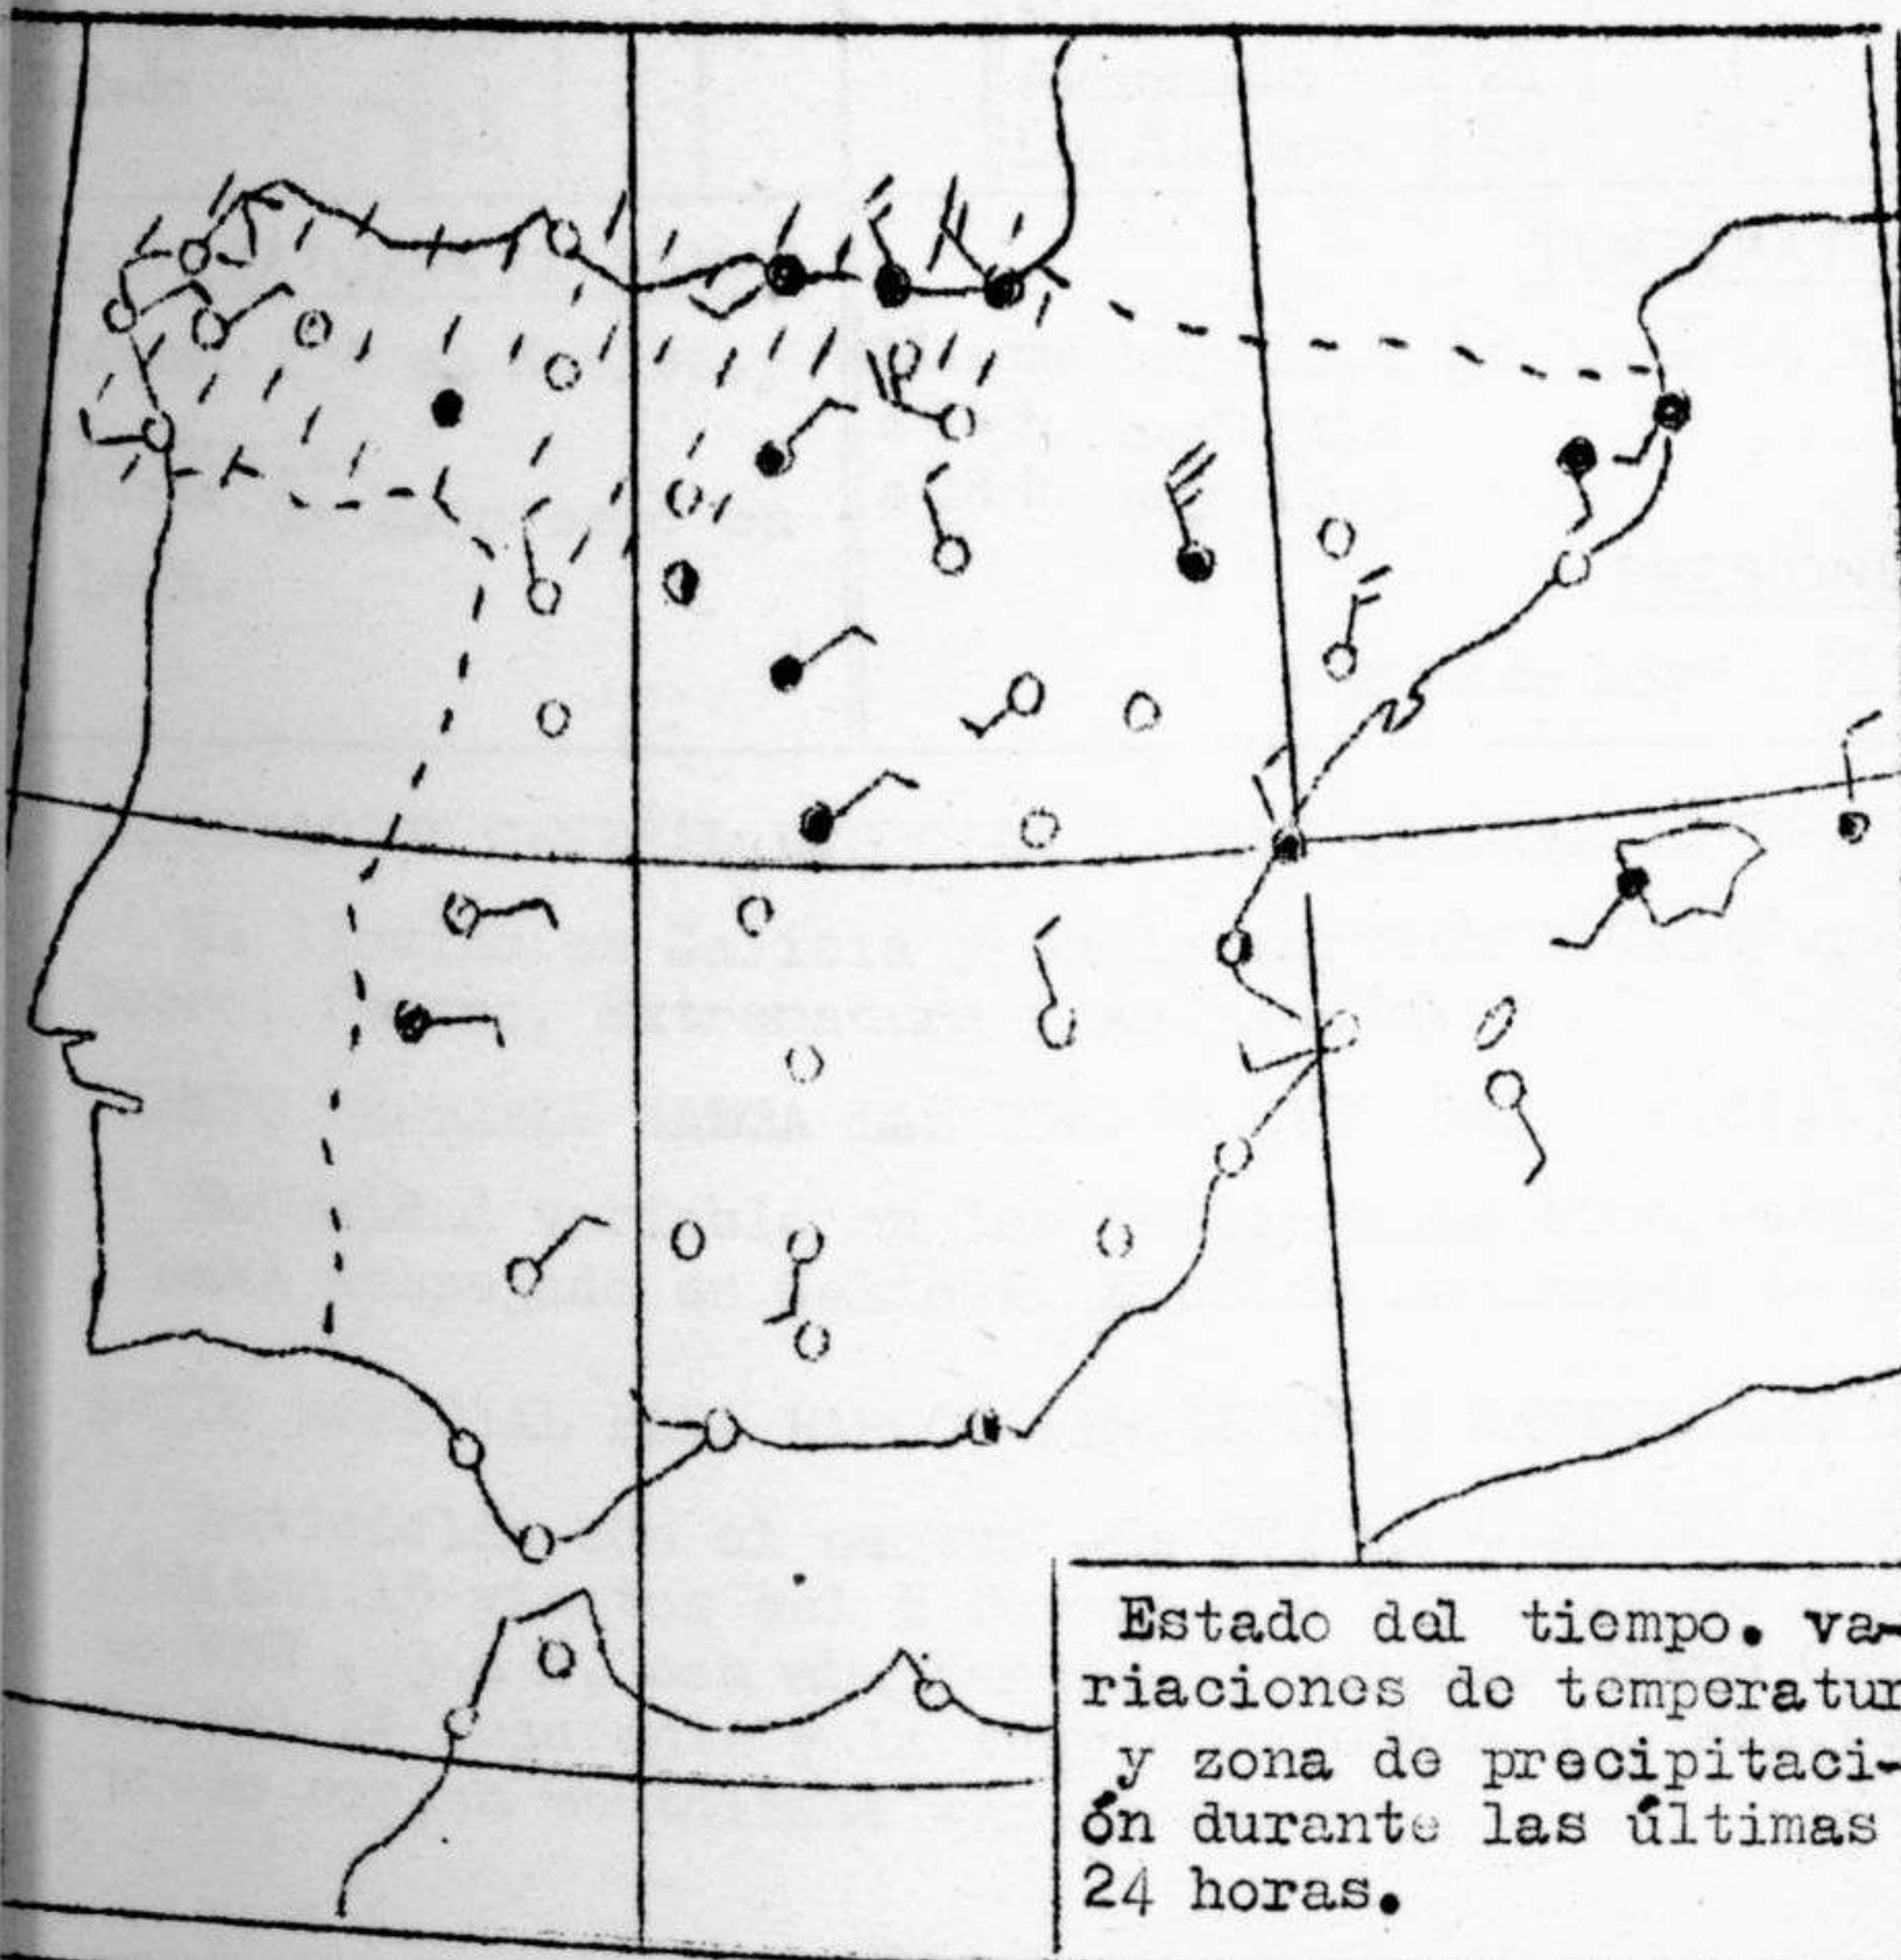 Estado del tiempo. va-
riaciones de temperatur
y zona de precipitaci-
ón durante las últimas
24 horas.